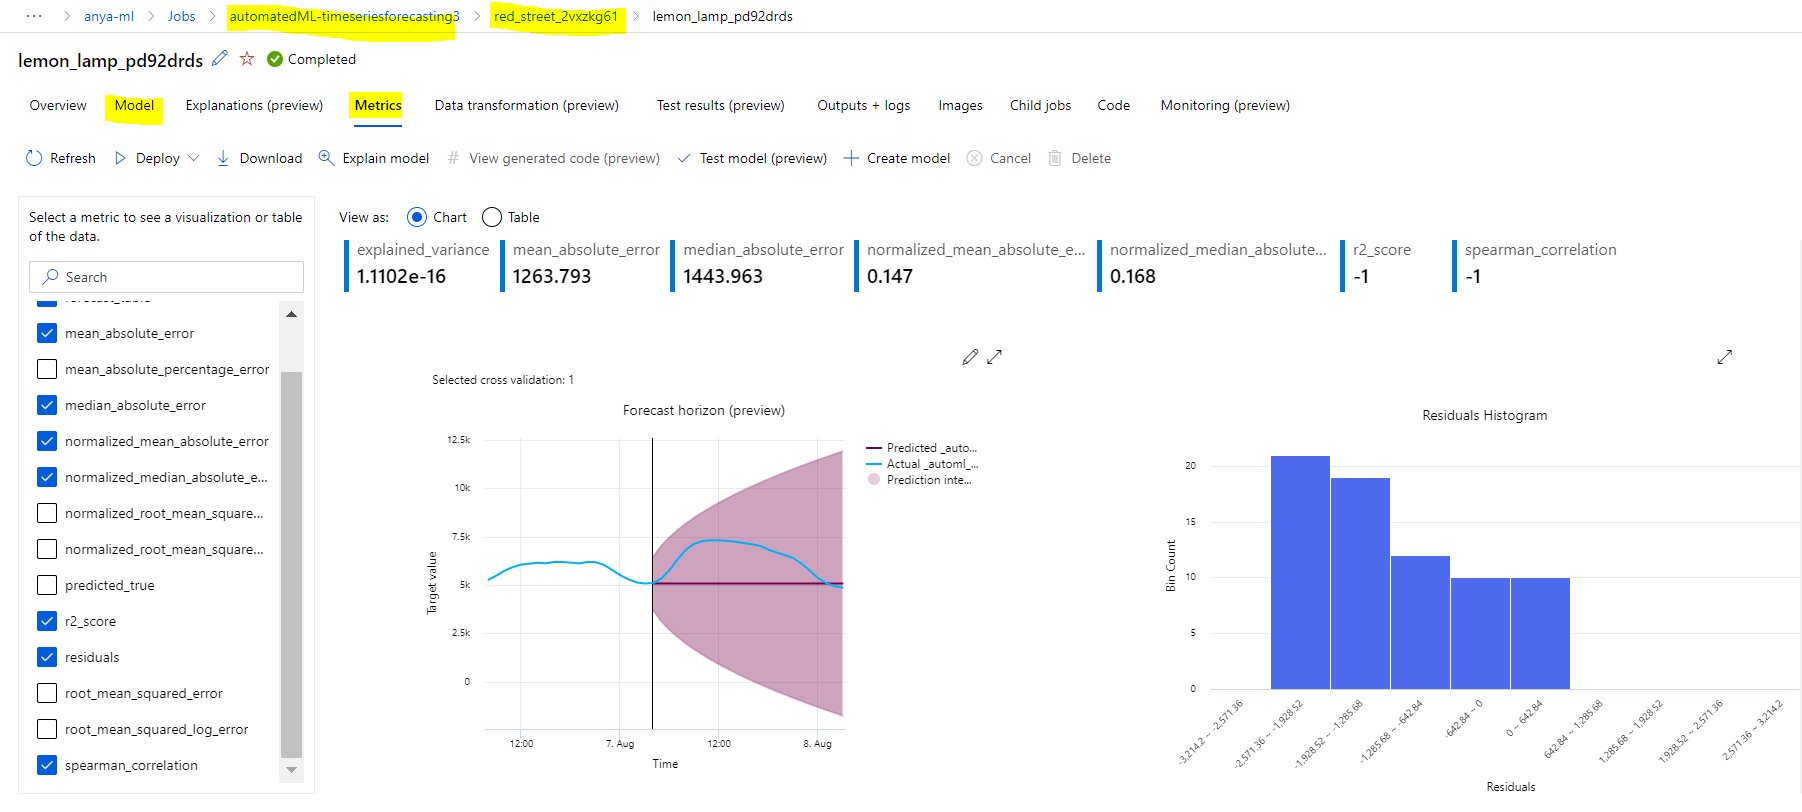 ··· > anya-ml > Jobs > automatedML-timeseriesforecasting3 > red_street_2vxzkg61 > lemon_lamp_pd92drds
lemon_lamp_pd92drds Completed
Overview Model Explanations (preview) Metrics Data transformation (preview) Test results (preview) Outputs + logs Images Child jobs Code Monitoring (preview)
Refresh Deploy Download Explain model # View generated code (preview) Test model (preview) Create model Cancel Delete
Select a metric to see a visualization or table
of the data.
Search
forecast_table
mean_absolute_error
mean_absolute_percentage_error
median_absolute_error
normalized_mean_absolute_error
normalized_median_absolute_e...
normalized_root_mean_square...
normalized_root_mean_square...
predicted_true
r2_score
residuals
root_mean_squared_error
root_mean_squared_log_error
spearman_correlation
View as: Chart Table
explained_variance mean_absolute_error median_absolute_error normalized_mean_absolute_e... normalized_median_absolute... r2_score spearman_correlation
1.1102e-16 1263.793 1443.963 0.147 0.168 -1 -1
Selected cross validation: 1
Forecast horizon (preview)
Target value
12.5k
10k
7.5k
5k
2.5k
0
12:00 7. Aug 12:00 8. Aug
Time
Predicted _auto...
Actual _automl_...
Prediction inte...
Residuals Histogram
Bin Count
20
15
10
5
0
-3,214.2 ~ -2,571.36
-2,571.36 ~ -1,928.52
-1,928.52 ~ -1,285.68
-1,285.68 ~ -642.84
-642.84 ~ 0
0 ~ 642.84
642.84 ~ 1,285.68
1,285.68 ~ 1,928.52
1,928.52 ~ 2,571.36
2,571.36 ~ 3,214.2
Residuals